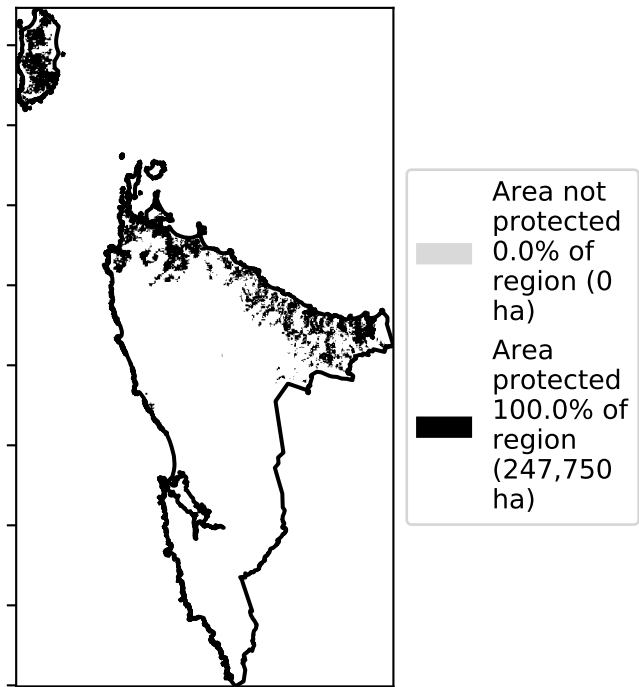 Area not
protected
0.0% of
region (0
ha)
Area
protected
100.0% of
region
(247,750
ha)